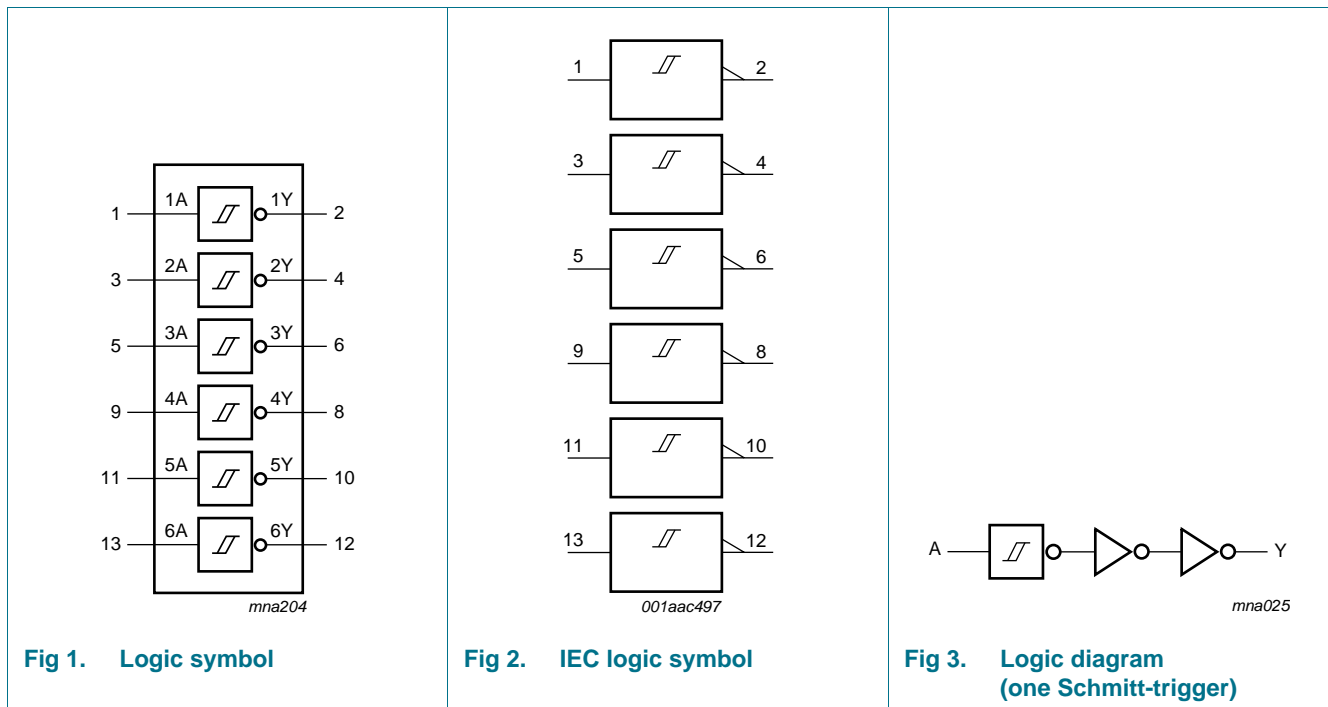 1 1A 1Y 2
3 2A 2Y 4
5 3A 3Y 6
9 4A 4Y 8
11 5A 5Y 10
13 6A 6Y 12
mna204
Fig 1. Logic symbol
1 2
3 4
5 6
9 8
11 10
13 12
001aac497
Fig 2. IEC logic symbol
A Y
mna025
Fig 3. Logic diagram
(one Schmitt-trigger)